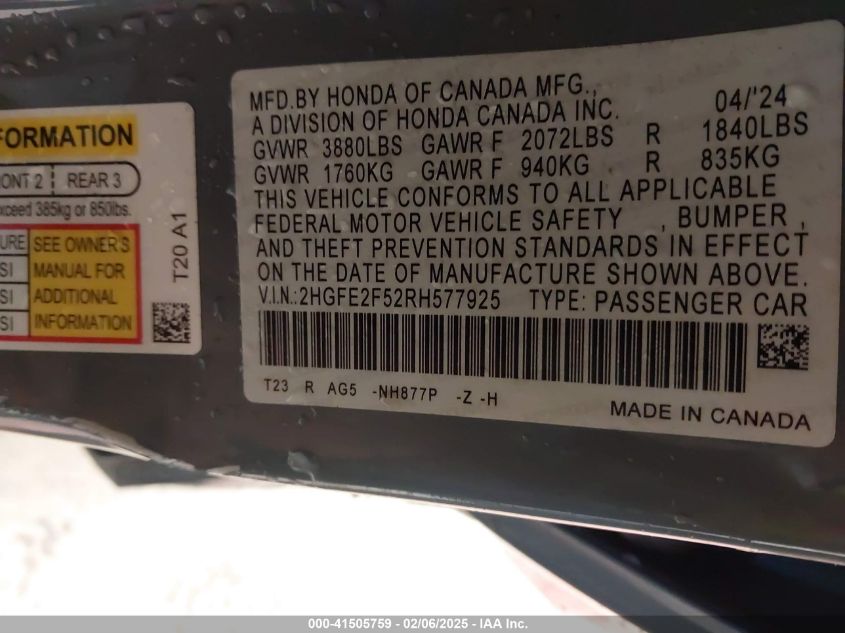 FORMATION
FRONT 2 REAR 3
exceed 385kg or 850lbs.
SEE OWNER'S
MANUAL FOR
ADDITIONAL
INFORMATION
T20 A1
MFD.BY HONDA OF CANADA MFG.,
A DIVISION OF HONDA CANADA INC. 04/'24
GVWR 3880LBS GAWR F 2072LBS R 1840LBS
GVWR 1760KG GAWR F 940KG R 835KG
THIS VEHICLE CONFORMS TO ALL APPLICABLE
FEDERAL MOTOR VEHICLE SAFETY , BUMPER ,
AND THEFT PREVENTION STANDARDS IN EFFECT
ON THE DATE OF MANUFACTURE SHOWN ABOVE.
V.I.N.:2HGFE2F52RH577925 TYPE: PASSENGER CAR
T23 R AG5 -NH877P -Z -H
MADE IN CANADA
000-41505759 — 02/06/2025 — IAA Inc.